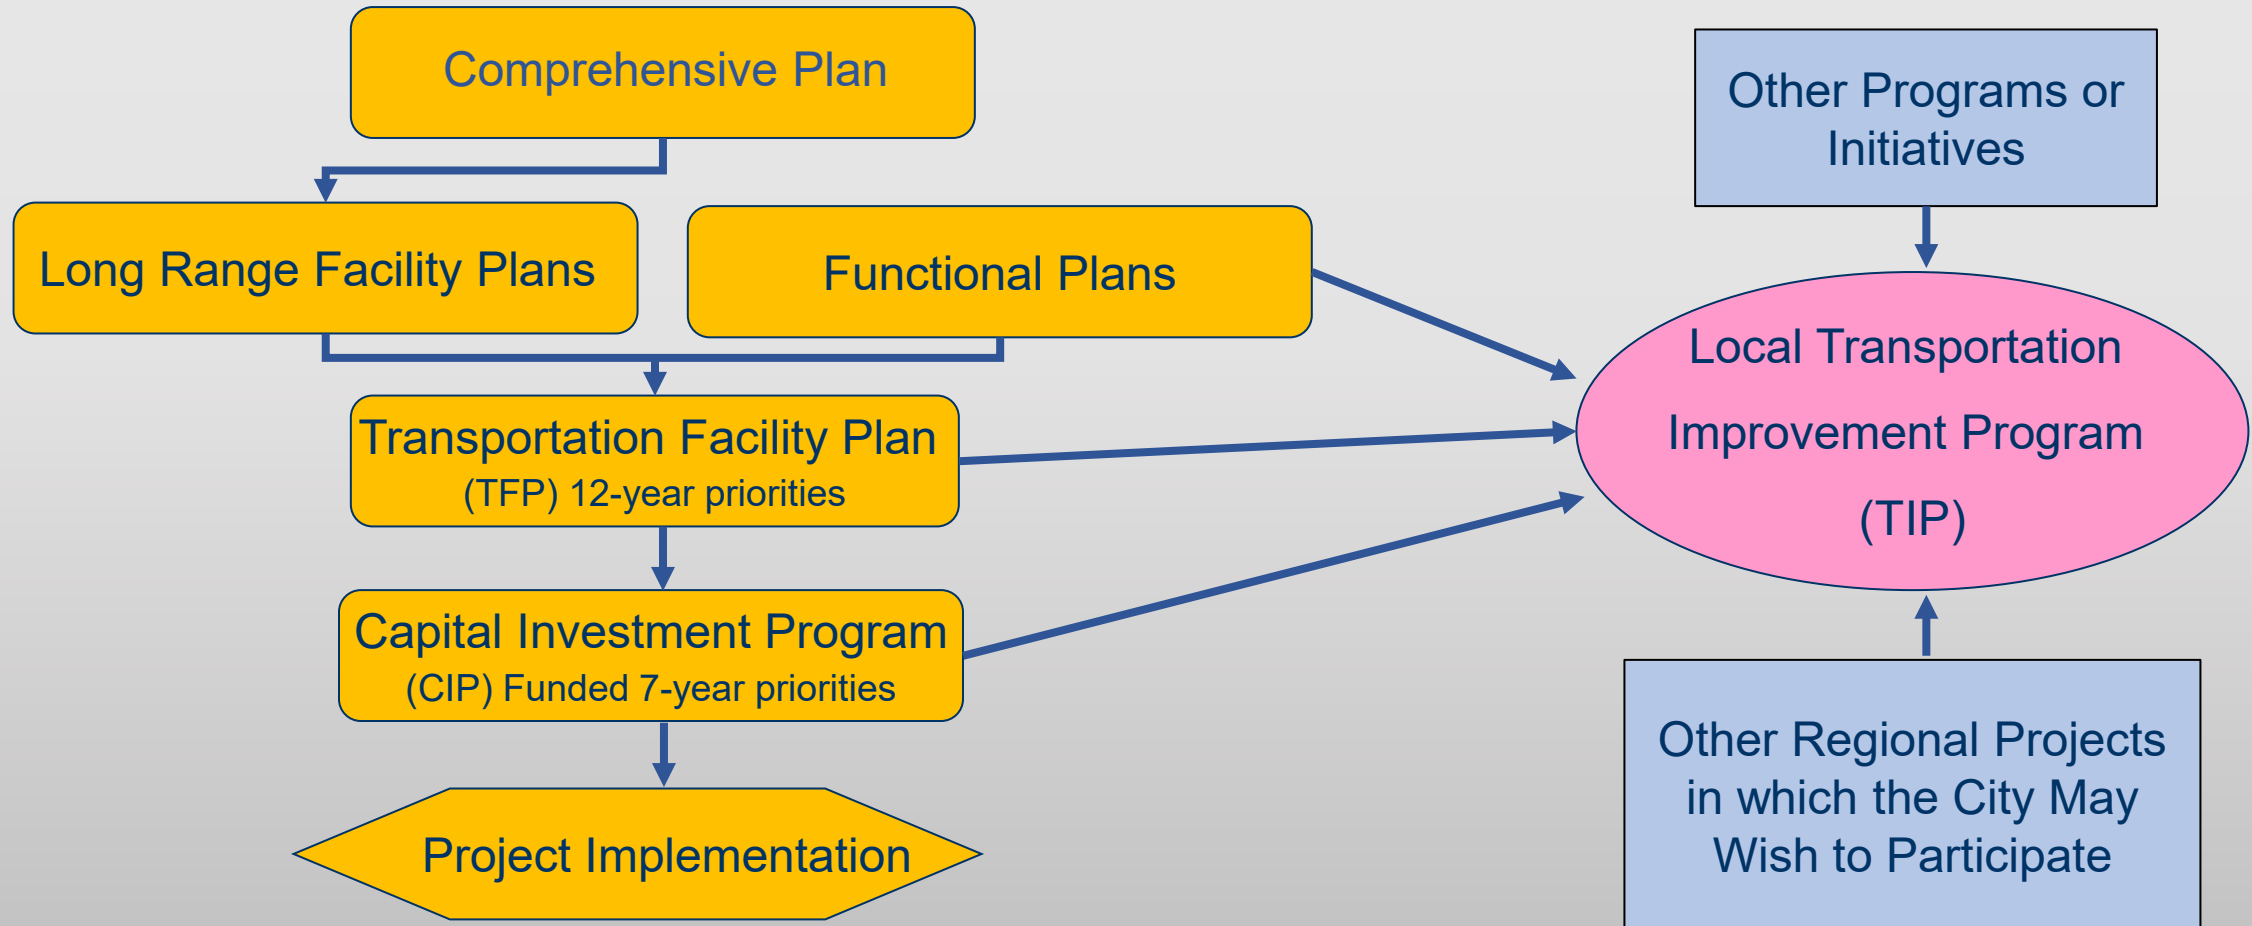 Comprehensive Plan
Other Programs or
Initiatives
Long Range Facility Plans
Functional Plans
Local Transportation
Improvement Program
(TIP)
Transportation Facility Plan
(TFP) 12-year priorities
Capital Investment Program
(CIP) Funded 7-year priorities
Other Regional Projects
in which the City May
Wish to Participate
Project Implementation